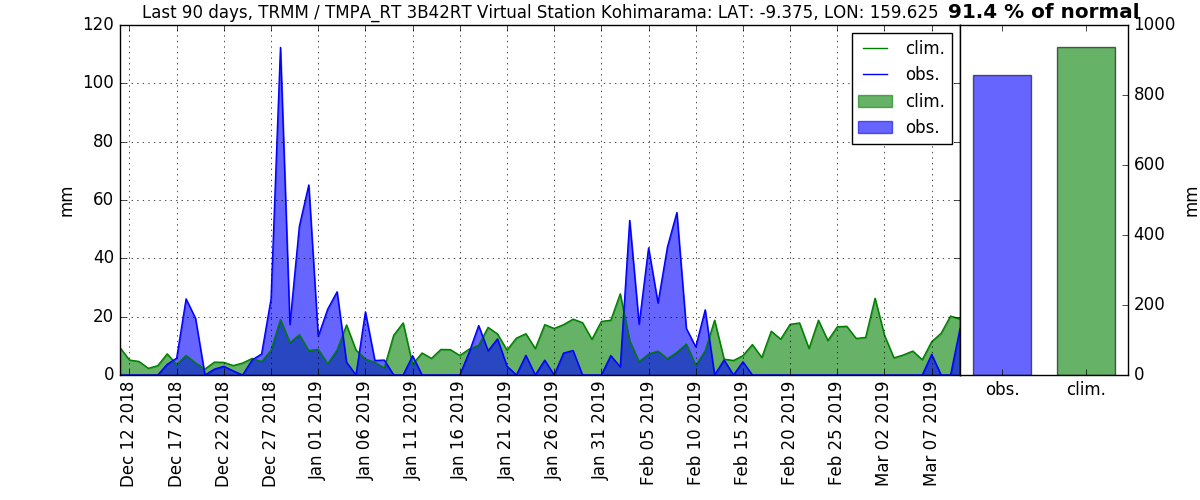 Last 90 days, TRMM / TMPA_RT 3B42RT Virtual Station Kohimarama: LAT: -9.375, LON: 159.625 91.4 % of normal
120
100
80
60
40
20
0
mm
clim.
obs.
clim.
obs.
1000
800
600
400
200
0
mm
Dec 12 2018
Dec 17 2018
Dec 22 2018
Dec 27 2018
Jan 01 2019
Jan 06 2019
Jan 11 2019
Jan 16 2019
Jan 21 2019
Jan 26 2019
Jan 31 2019
Feb 05 2019
Feb 10 2019
Feb 15 2019
Feb 20 2019
Feb 25 2019
Mar 02 2019
Mar 07 2019
obs. clim.